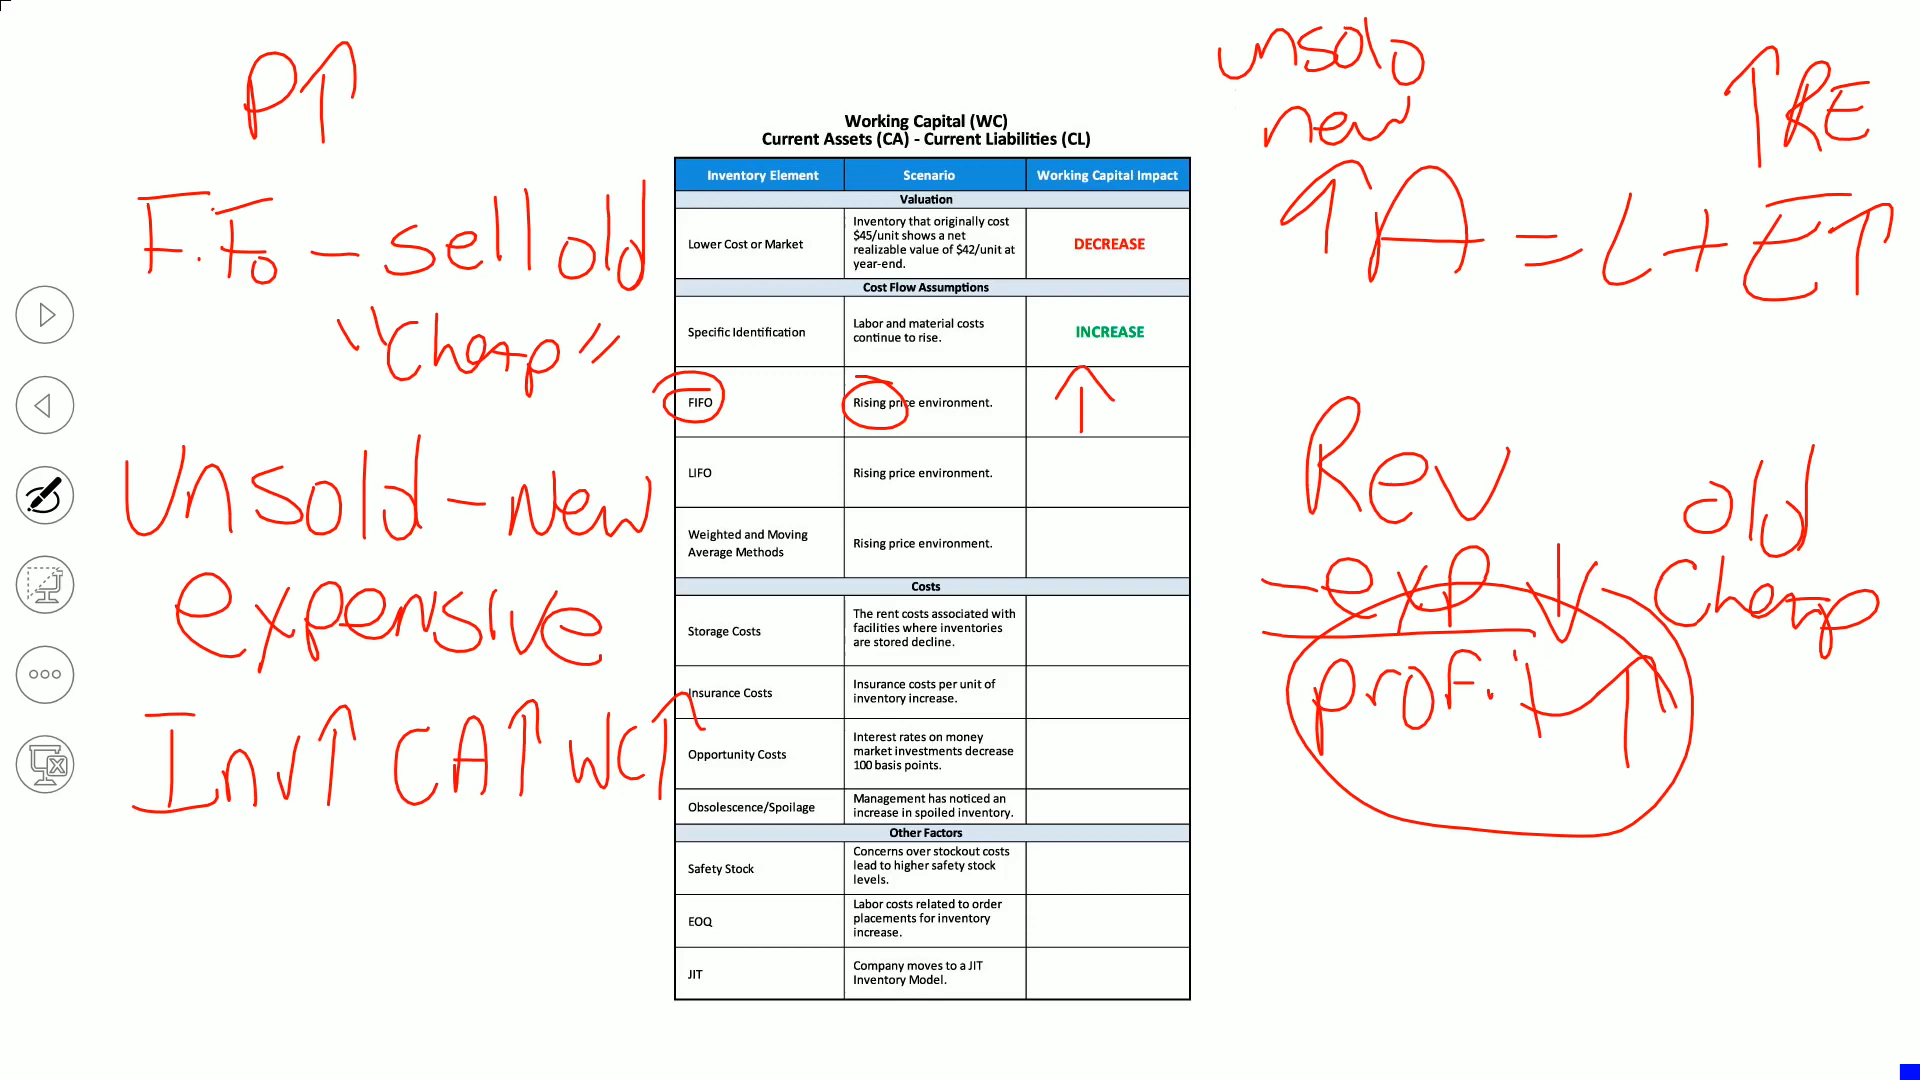 P↑
F.Fo - sell old
"Cheap"
Unsold - New
expensive
Inv↑ CA↑ WC↑
Working Capital (WC)
Current Assets (CA) - Current Liabilities (CL)
Inventory Element Scenario Working Capital Impact
Valuation
Lower Cost or Market
Inventory that originally cost
$45/unit shows a net
realizable value of $42/unit at
year-end.
DECREASE
Cost Flow Assumptions
Specific Identification
Labor and material costs
continue to rise.
INCREASE
FIFO
Rising price environment.
↑
LIFO
Rising price environment.
Weighted and Moving
Average Methods
Rising price environment.
Costs
Storage Costs
The rent costs associated with
facilities where inventories
are stored decline.
Insurance Costs
Insurance costs per unit of
inventory increase.
Opportunity Costs
Interest rates on money
market investments decrease
100 basis points.
Obsolescence/Spoilage
Management has noticed an
increase in spoiled inventory.
Other Factors
Safety Stock
Concerns over stockout costs
lead to higher safety stock
levels.
EOQ
Labor costs related to order
placements for inventory
increase.
JIT
Company moves to a JIT
Inventory Model.
unsold
new
↑RE
↑A = L + E↑
Rev
old
- exp ↓ - Cheap
profit ↑